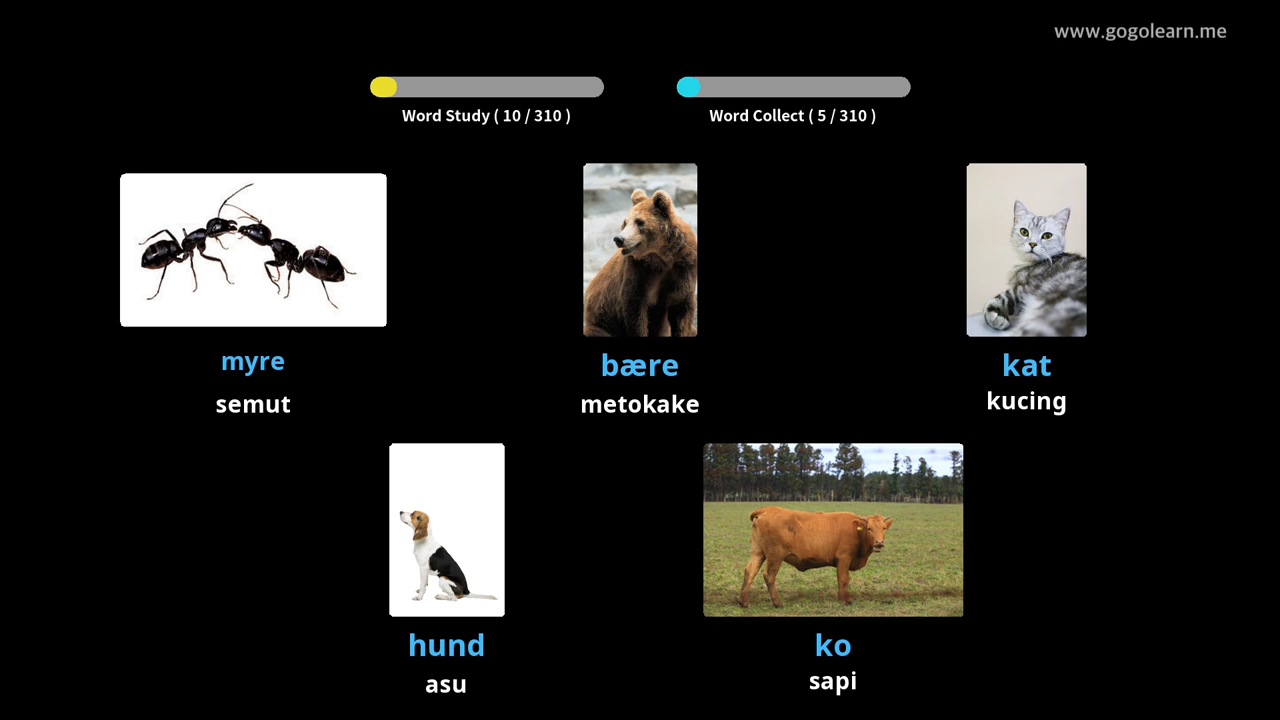 www.gogolearn.me
Word Study ( 10 / 310 )
Word Collect ( 5 / 310 )
myre
semut
bære
metokake
kat
kucing
hund
asu
ko
sapi